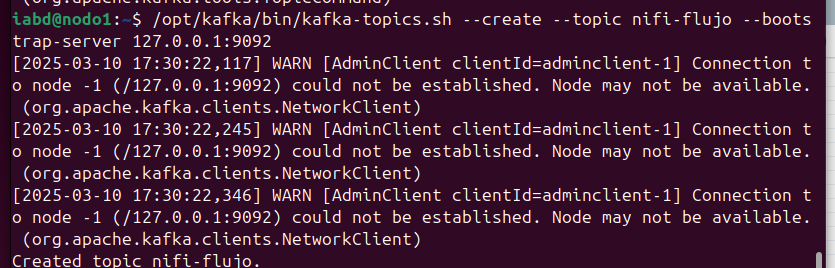 iabd@nodo1:~$ /opt/kafka/bin/kafka-topics.sh --create --topic nifi-flujo --boots
trap-server 127.0.0.1:9092
[2025-03-10 17:30:22,117] WARN [AdminClient clientId=adminclient-1] Connection t
o node -1 (/127.0.0.1:9092) could not be established. Node may not be available.
 (org.apache.kafka.clients.NetworkClient)
[2025-03-10 17:30:22,245] WARN [AdminClient clientId=adminclient-1] Connection t
o node -1 (/127.0.0.1:9092) could not be established. Node may not be available.
 (org.apache.kafka.clients.NetworkClient)
[2025-03-10 17:30:22,346] WARN [AdminClient clientId=adminclient-1] Connection t
o node -1 (/127.0.0.1:9092) could not be established. Node may not be available.
 (org.apache.kafka.clients.NetworkClient)
Created topic nifi-flujo.